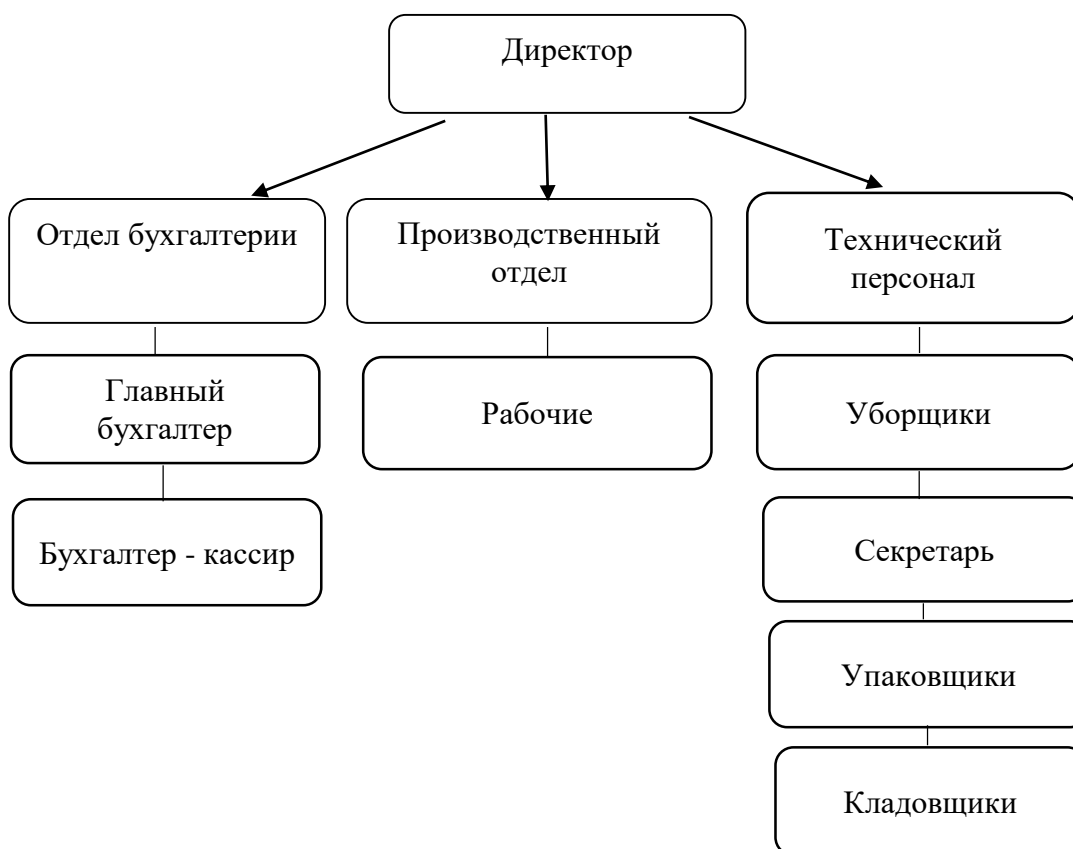 Директор
Отдел бухгалтерии
Производственный
отдел
Технический
персонал
Главный
бухгалтер
Рабочие
Уборщики
Бухгалтер - кассир
Секретарь
Упаковщики
Кладовщики